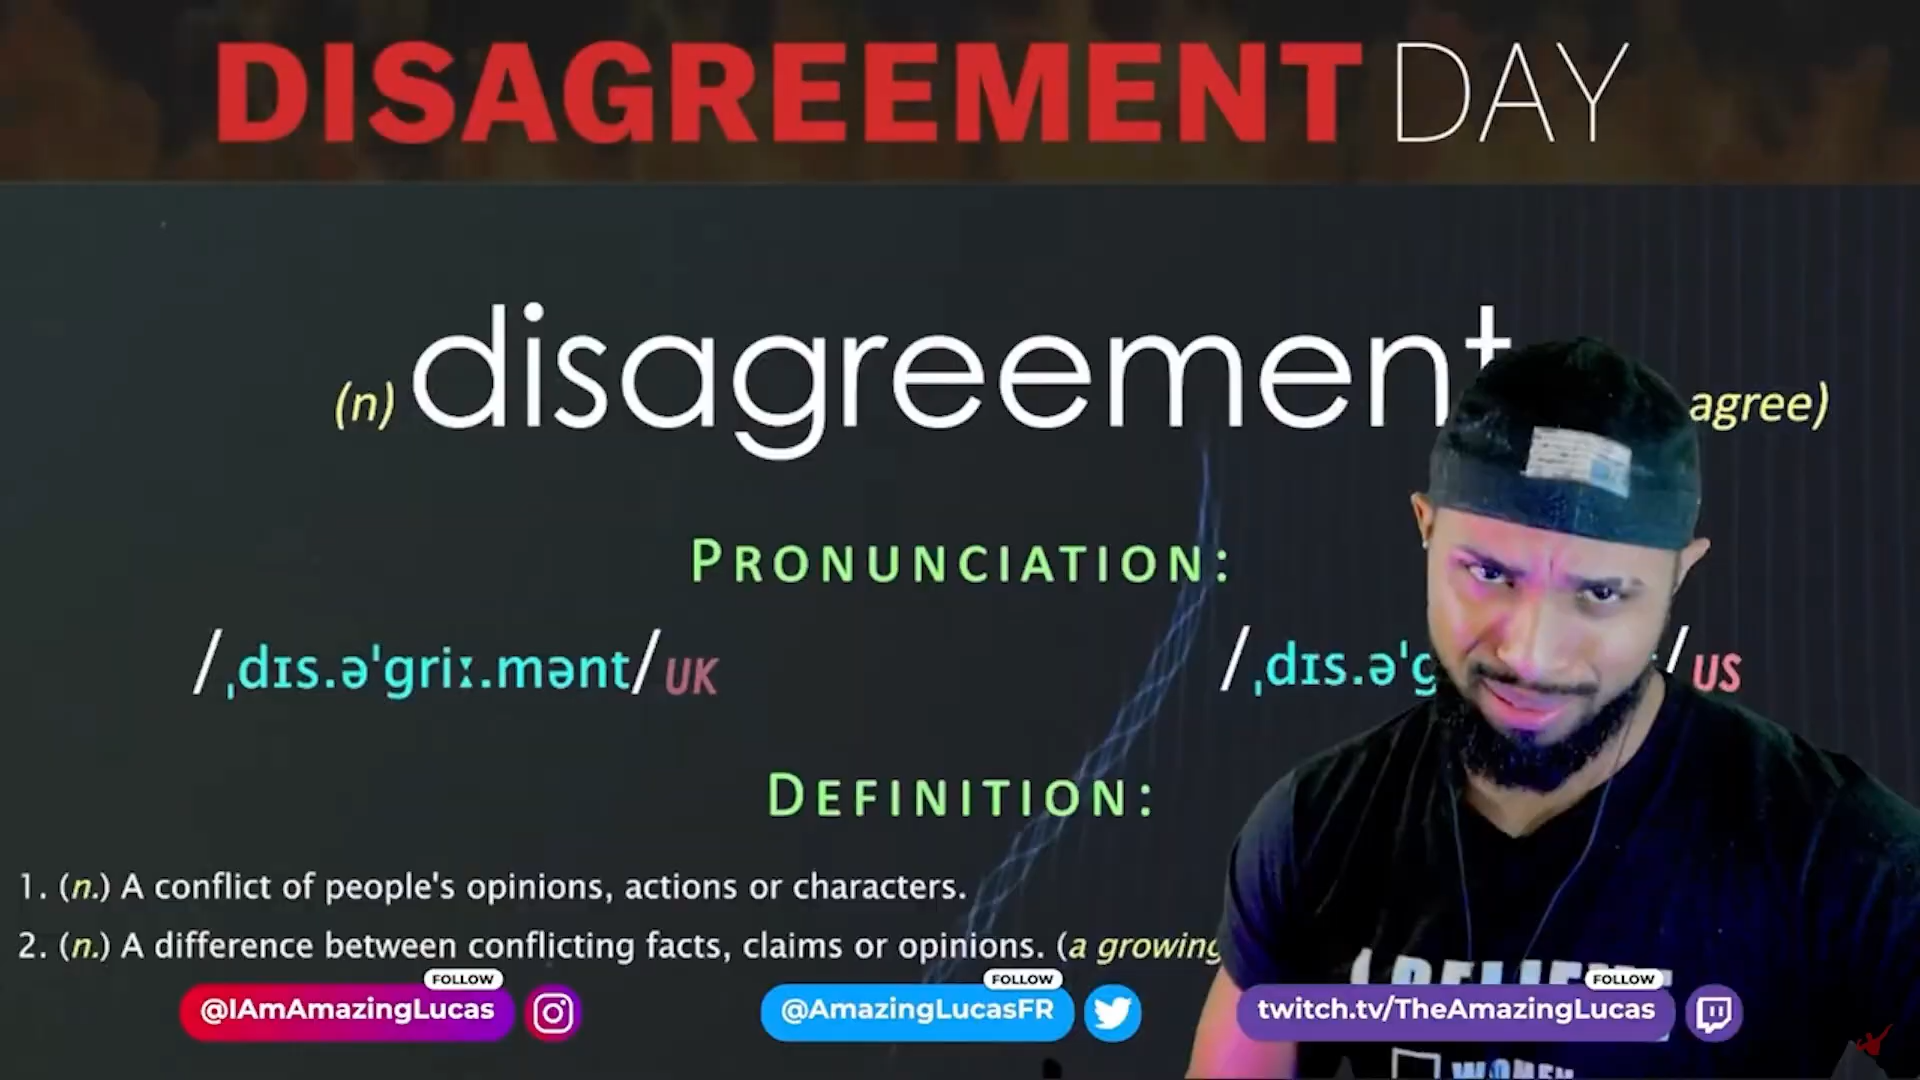 DISAGREEMENT DAY
(n) disagreement agree)
PRONUNCIATION:
/ˌdɪs.əˈɡriː.mənt/UK
/ˌdɪs.əˈɡ /US
DEFINITION:
1. (n.) A conflict of people's opinions, actions or characters.
2. (n.) A difference between conflicting facts, claims or opinions. (a growing
FOLLOW
@IAmAmazingLucas
FOLLOW
@AmazingLucasFR
FOLLOW
twitch.tv/TheAmazingLucas
WOMEN